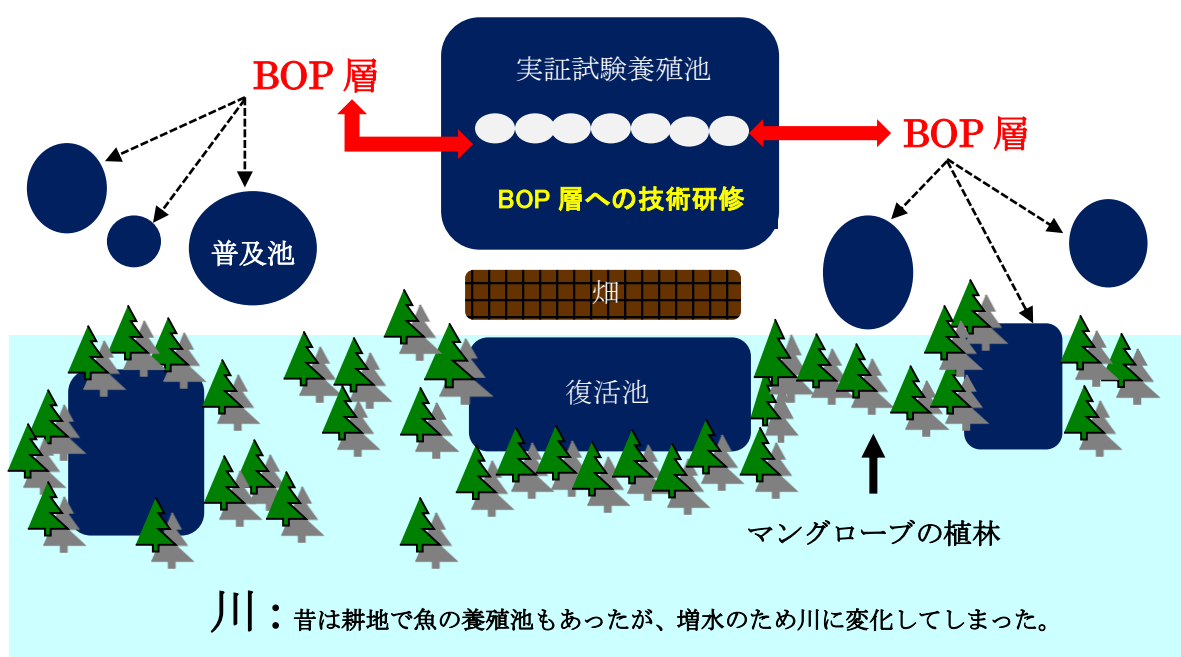 実証試験養殖池
BOP 層
BOP 層
BOP 層への技術研修
普及池
畑
復活池
マングローブの植林
川：昔は耕地で魚の養殖池もあったが、増水のため川に変化してしまった。